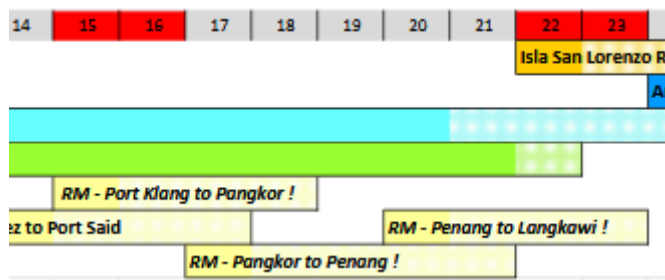 14 15 16 17 18 19 20 21 22 23
Isla San Lorenzo R
A
RM - Port Klang to Pangkor !
ez to Port Said RM - Penang to Langkawi !
RM - Pangkor to Penang !